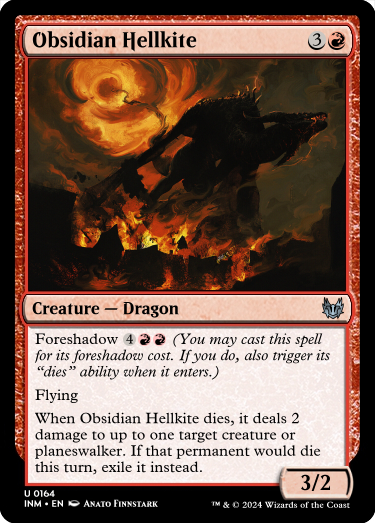 Obsidian Hellkite 3
Creature — Dragon
Foreshadow 4 (You may cast this spell
for its foreshadow cost. If you do, also trigger its
“dies” ability when it enters.)
Flying
When Obsidian Hellkite dies, it deals 2
damage to up to one target creature or
planeswalker. If that permanent would die
this turn, exile it instead.
3/2
U 0164
INM • EN Anato Finnstark
™ & © 2024 Wizards of the Coast